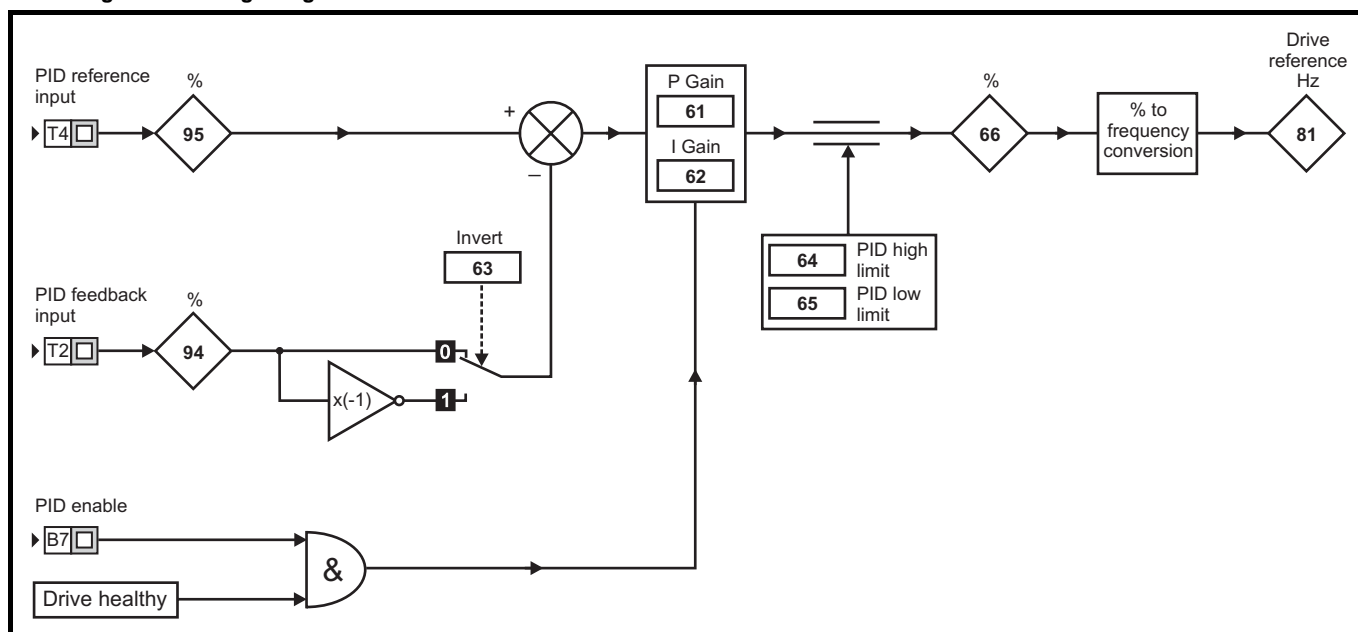 PID reference
input
T4
%
95
+
–
P Gain
61
I Gain
62
%
66
% to
frequency
conversion
Drive
reference
Hz
81
Invert
63
64
PID high
limit
65
PID low
limit
PID feedback
input
T2
%
94
0
x(-1)
1
PID enable
B7
&
Drive healthy